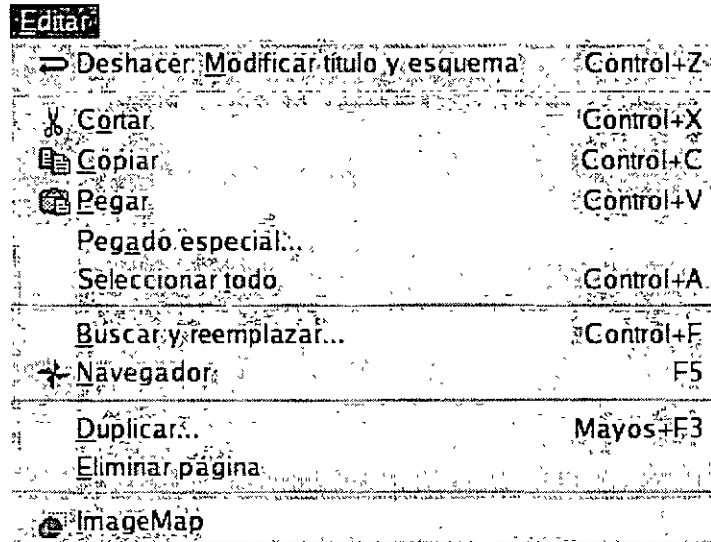 Editar
Deshacer: Modificar título y esquema Control+Z
Cortar Control+X
Copiar Control+C
Pegar Control+V
Pegado especial...
Seleccionar todo Control+A
Buscar y reemplazar... Control+F
Navegador F5
Duplicar... Mayos+F3
Eliminar página
ImageMap